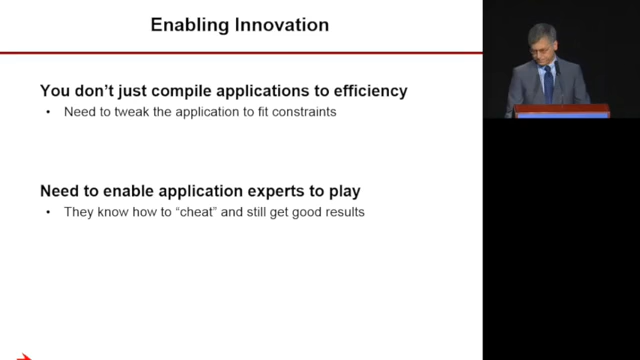 Enabling Innovation
You don't just compile applications to efficiency
• Need to tweak the application to fit constraints
Need to enable application experts to play
• They know how to “cheat” and still get good results